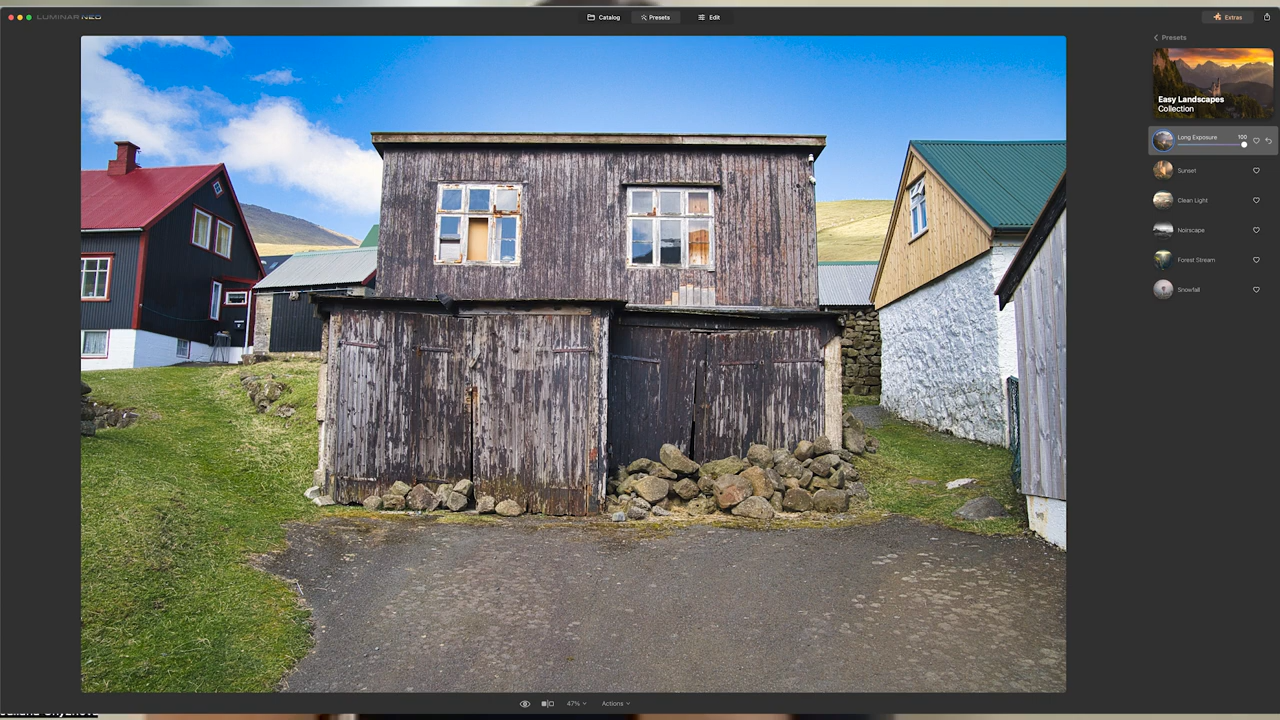 LUMINAR NEO
Catalog
Presets
Edit
Extras
Presets
Easy Landscapes
Collection
Long Exposure 100
Sunset
Clean Light
Noirscape
Forest Stream
Snowfall
47%
Actions